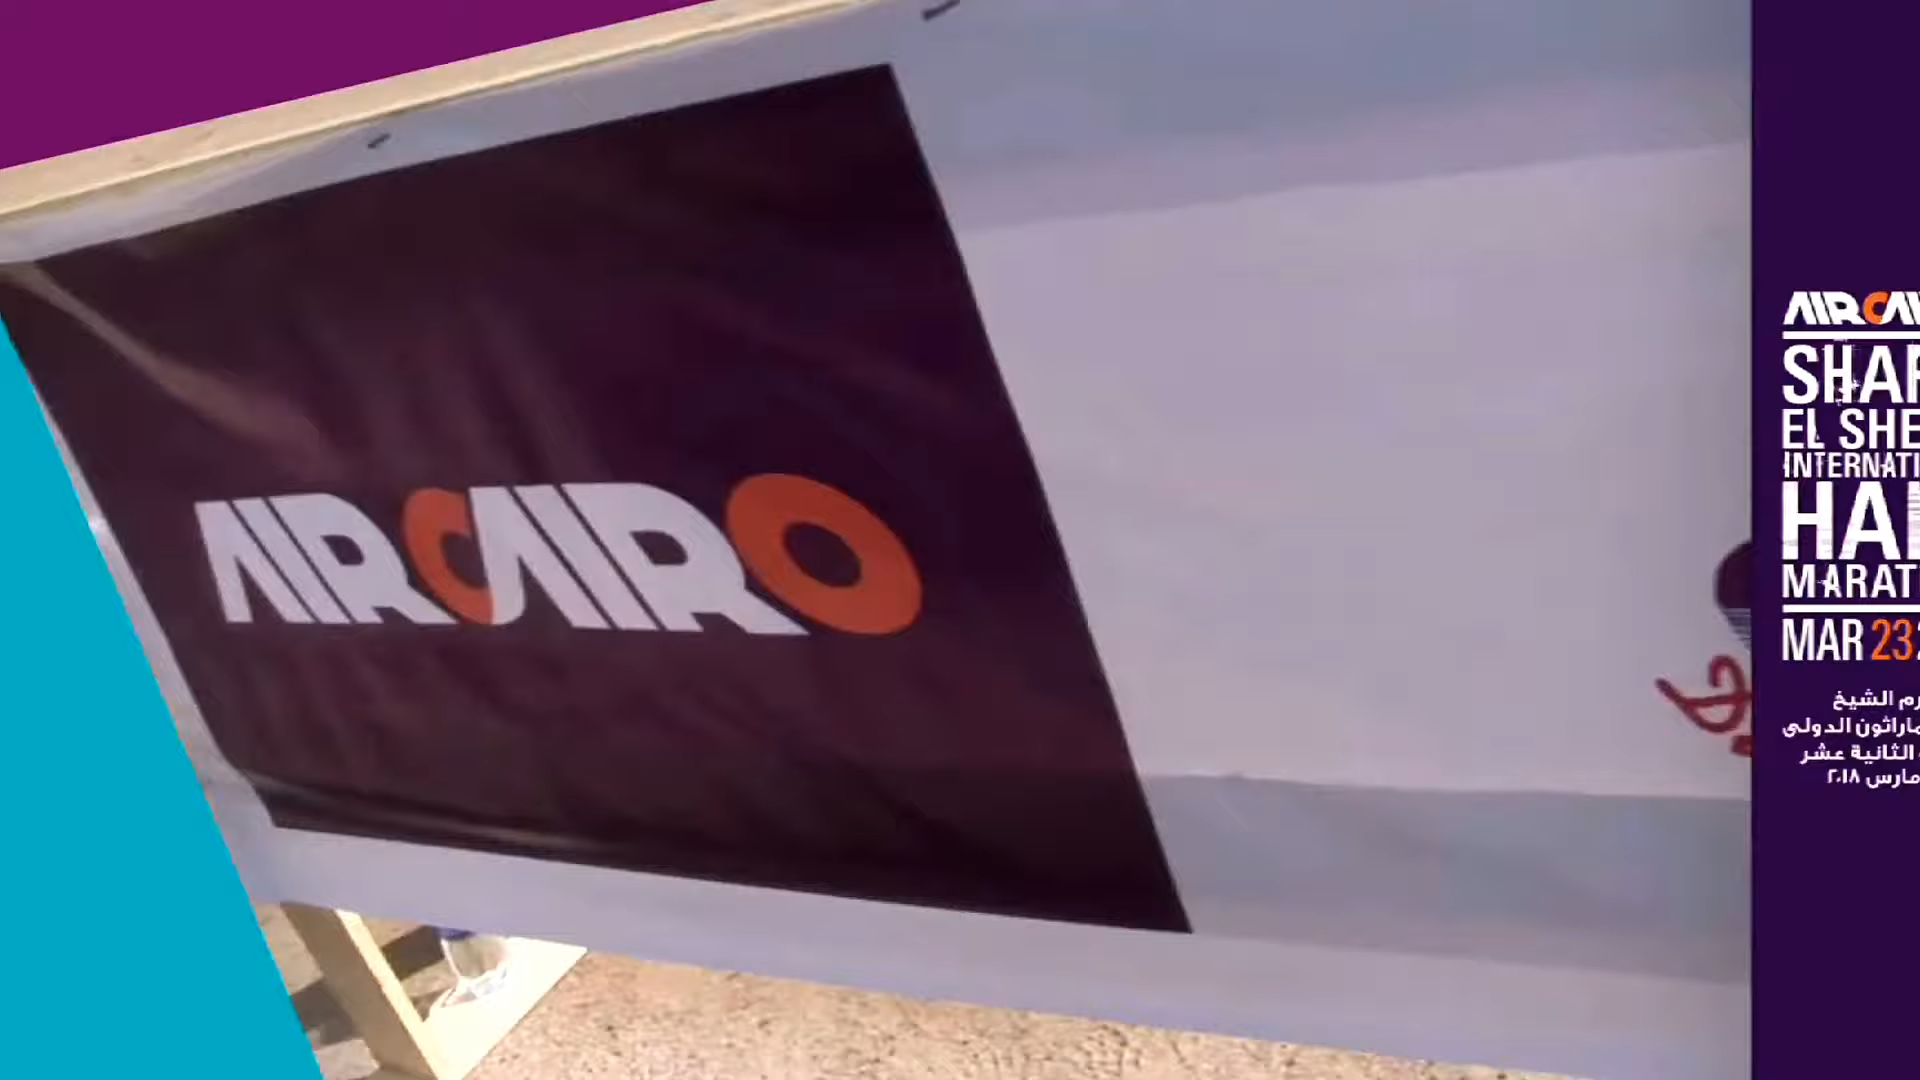 AIRCAIRO
AIRCAI
SHAR
EL SHE
INTERNATI
HAL
MARAT
MAR 23
رم الشيخ
ماراثون الدولى
الثانية عشر
مارس ٢٠١٨